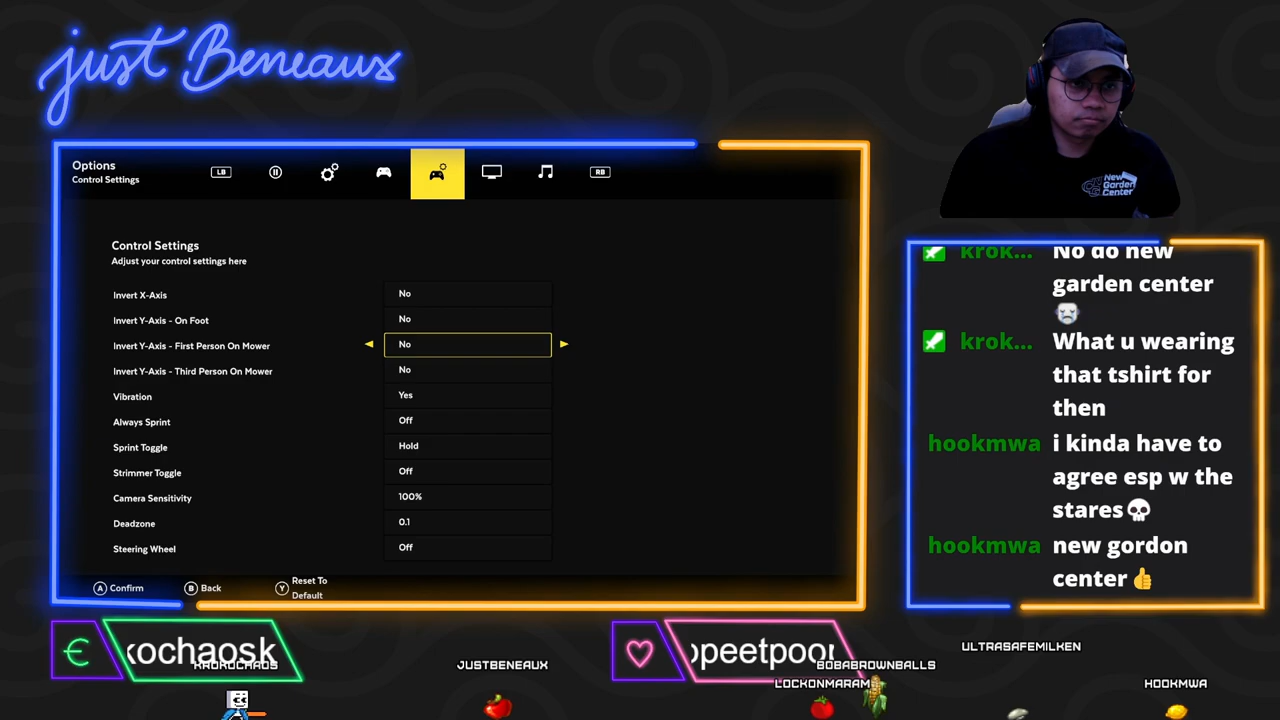 just Beneaux
Options
Control Settings
LB
RB
Control Settings
Adjust your control settings here
Invert X-Axis No
Invert Y-Axis - On Foot No
Invert Y-Axis - First Person On Mower No
Invert Y-Axis - Third Person On Mower No
Vibration Yes
Always Sprint Off
Sprint Toggle Hold
Strimmer Toggle Off
Camera Sensitivity 100%
Deadzone 0.1
Steering Wheel Off
A Confirm
B Back
Y Reset To
Default
New
Garden
Center
krok... No do new
garden center
krok... What u wearing
that tshirt for
then
hookmwa i kinda have to
agree esp w the
stares💀
hookmwa new gordon
center👍
€ kochaosk
KROKOCHAOS
JUSTBENEAUX
opeetpoor
BOBABROWNBALLS
LOCKONMARAM
ULTRASAFEMILKEN
HOOKMWA